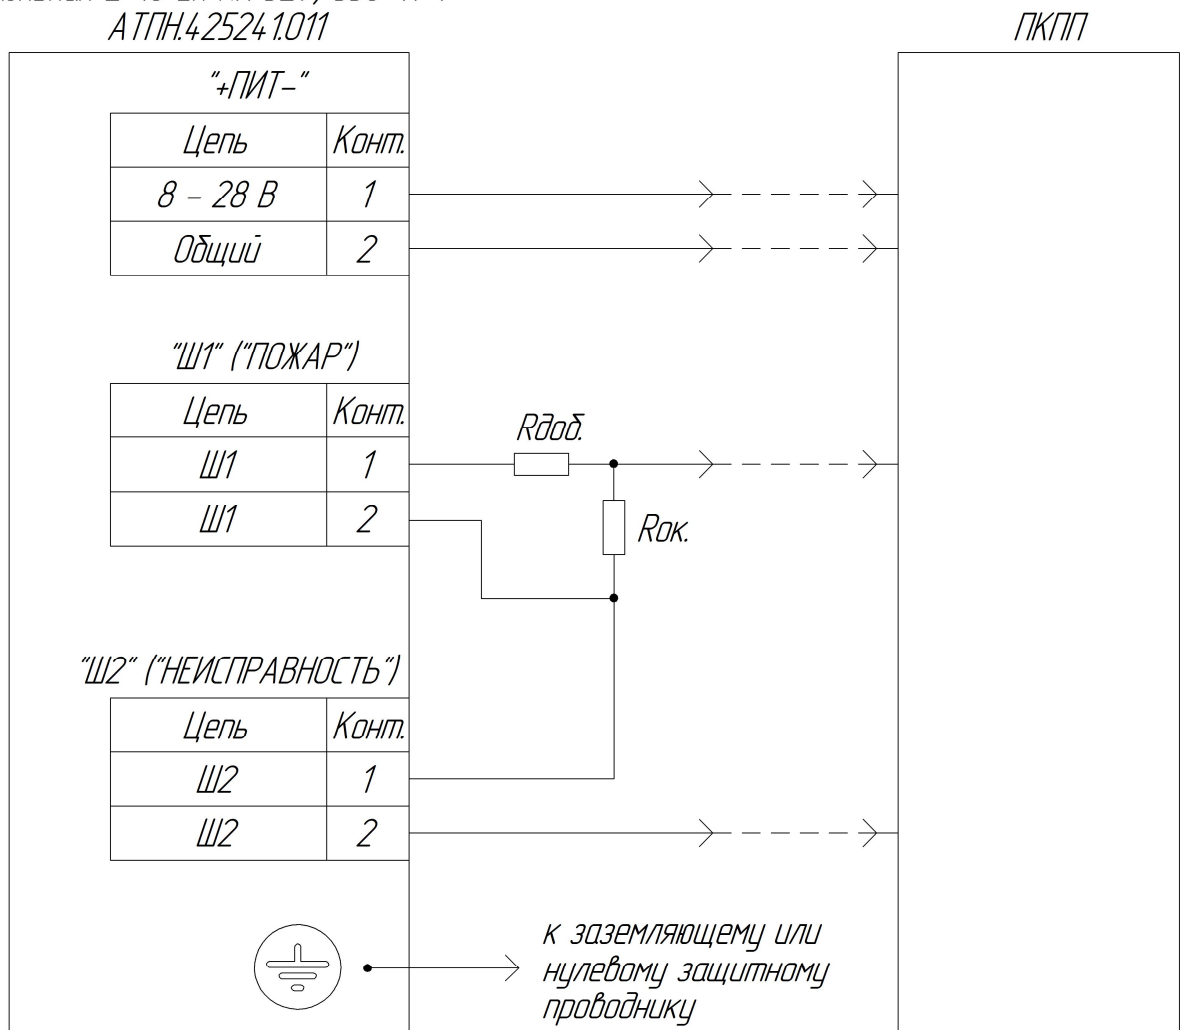 АТПН.425241.011
ПКПП
"+ПИТ–"
Цепь Конт.
8 – 28 В 1
Общий 2
"Ш1" ("ПОЖАР")
Цепь Конт.
Ш1 1
Ш1 2
Rдоб.
Rок.
"Ш2" ("НЕИСПРАВНОСТЬ")
Цепь Конт.
Ш2 1
Ш2 2
к заземляющему или
нулевому защитному
проводнику